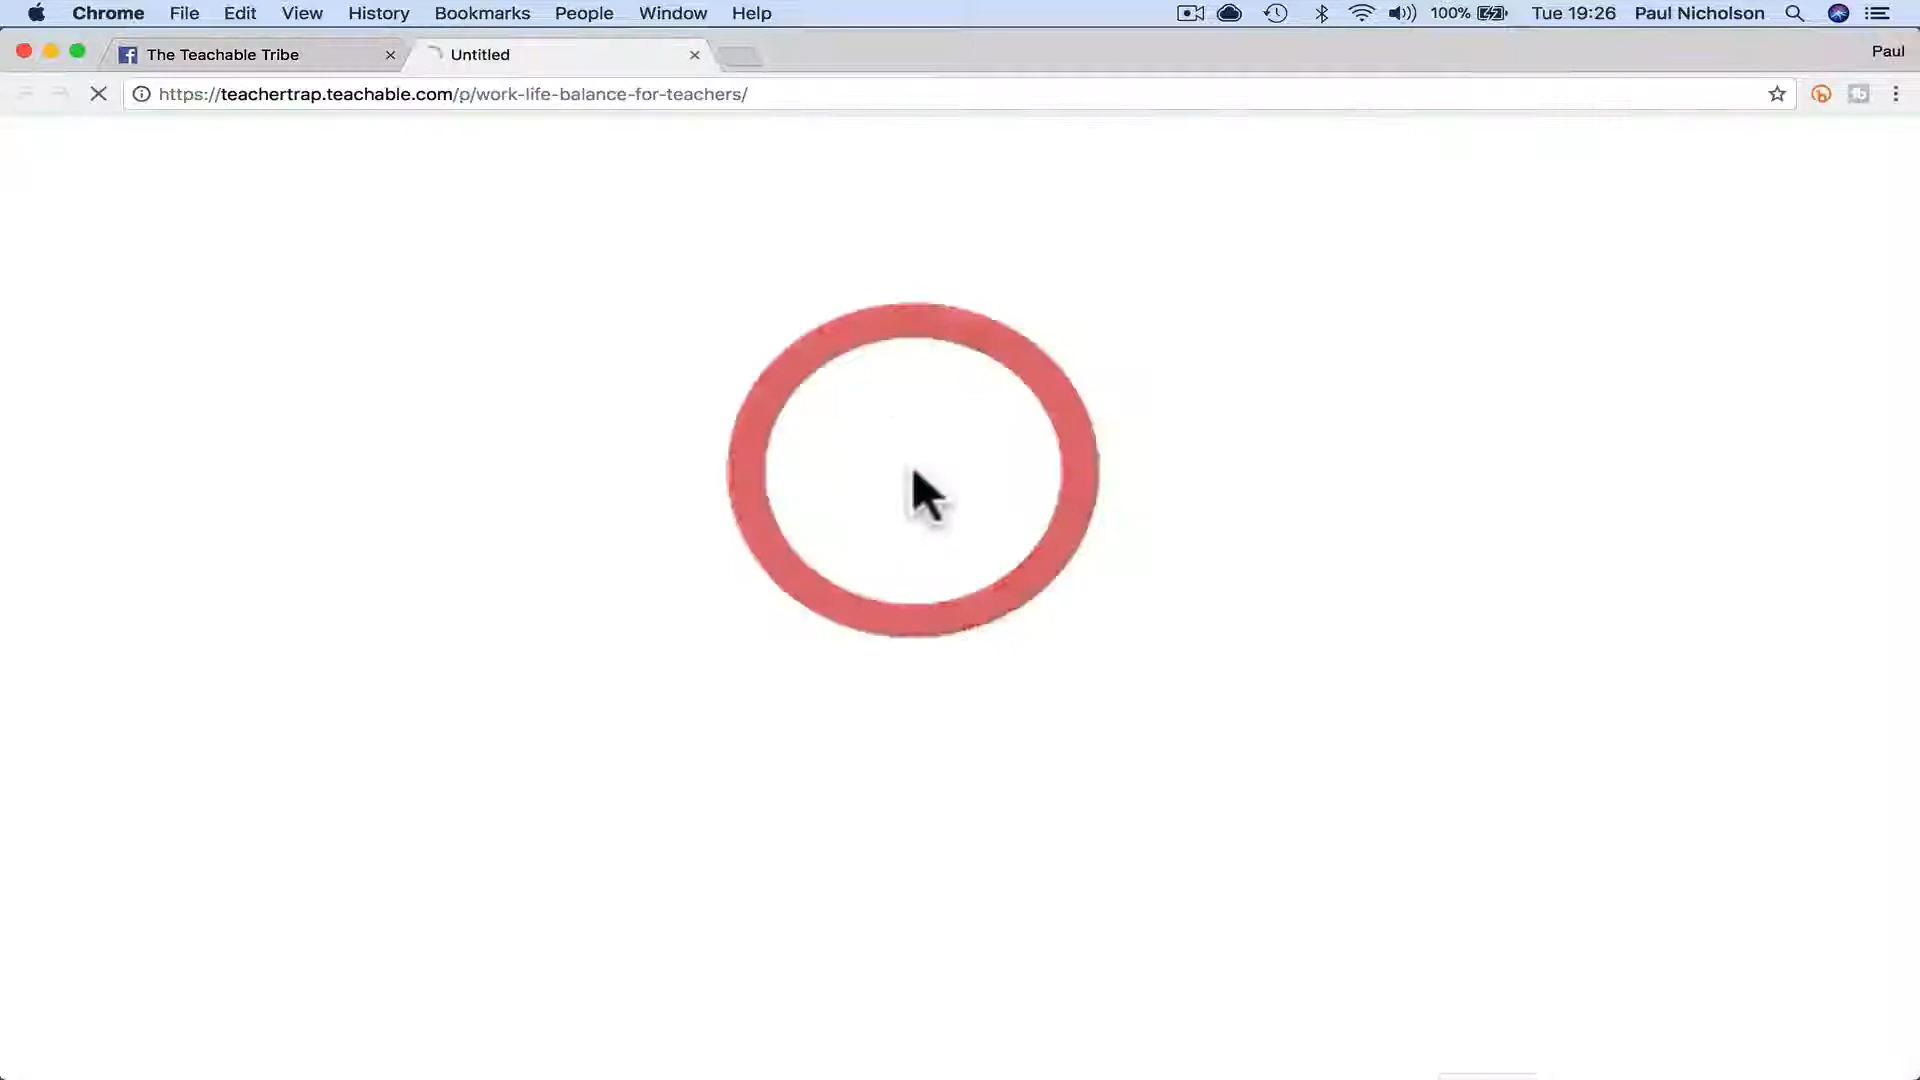 Chrome File Edit View History Bookmarks People Window Help 100% Tue 19:26 Paul Nicholson
The Teachable Tribe Untitled Paul
https://teachertrap.teachable.com/p/work-life-balance-for-teachers/